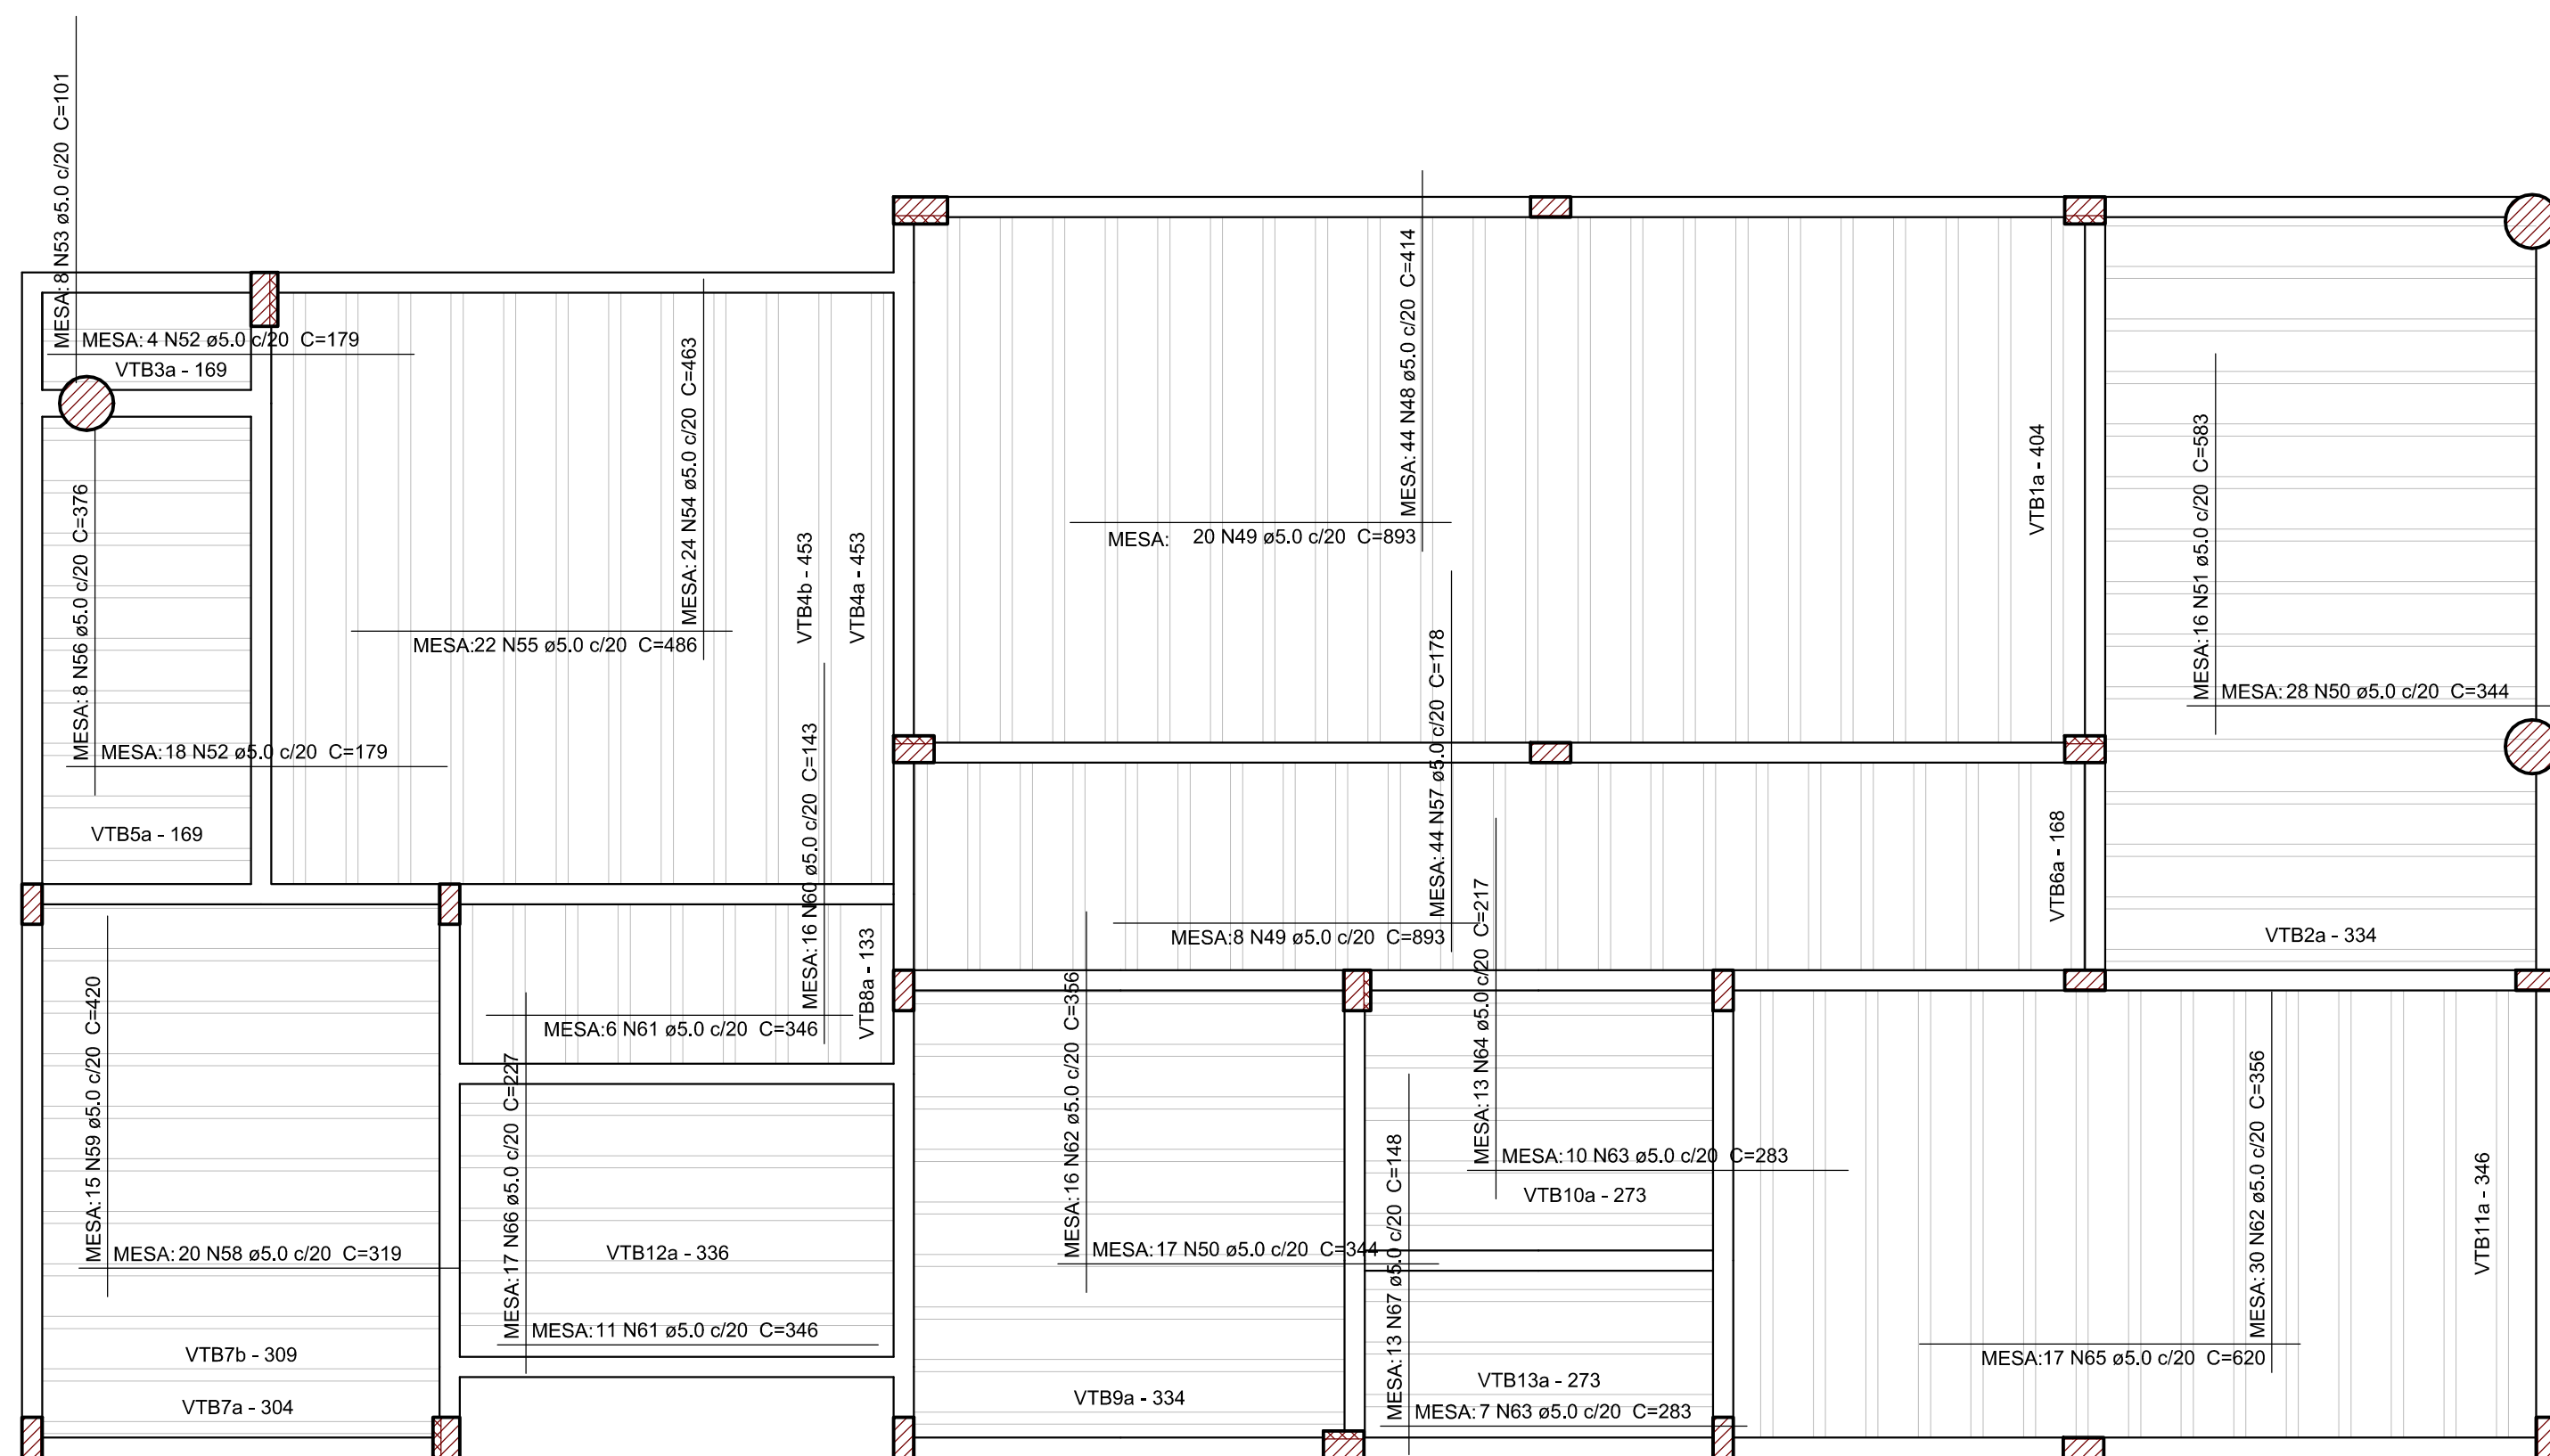 MESA: 8 N53 ø5.0 c/20 C=101
MESA: 4 N52 ø5.0 c/20 C=179
VTB3a - 169
MESA: 8 N56 ø5.0 c/20 C=376
MESA: 18 N52 ø5.0 c/20 C=179
VTB5a - 169
MESA: 24 N54 ø5.0 c/20 C=463
MESA:22 N55 ø5.0 c/20 C=486
VTB4b - 453
VTB4a - 453
MESA: 44 N48 ø5.0 c/20 C=414
MESA: 20 N49 ø5.0 c/20 C=893
VTB1a - 404
MESA:16 N51 ø5.0 c/20 C=583
MESA: 28 N50 ø5.0 c/20 C=344
VTB2a - 334
MESA:44 N57 ø5.0 c/20 C=178
MESA:8 N49 ø5.0 c/20 C=893
VTB6a - 168
MESA:16 N60 ø5.0 c/20 C=143
MESA:6 N61 ø5.0 c/20 C=346
VTB8a - 133
MESA:15 N59 ø5.0 c/20 C=420
MESA: 20 N58 ø5.0 c/20 C=319
VTB7b - 309
VTB7a - 304
MESA:17 N66 ø5.0 c/20 C=227
VTB12a - 336
MESA:11 N61 ø5.0 c/20 C=346
MESA:16 N62 ø5.0 c/20 C=356
MESA:17 N50 ø5.0 c/20 C=344
VTB9a - 334
MESA:13 N64 ø5.0 c/20 C=217
MESA:10 N63 ø5.0 c/20 C=283
VTB10a - 273
MESA:13 N67 ø5.0 c/20 C=148
VTB13a - 273
MESA: 7 N63 ø5.0 c/20 C=283
MESA: 30 N62 ø5.0 c/20 C=356
MESA:17 N65 ø5.0 c/20 C=620
VTB11a - 346